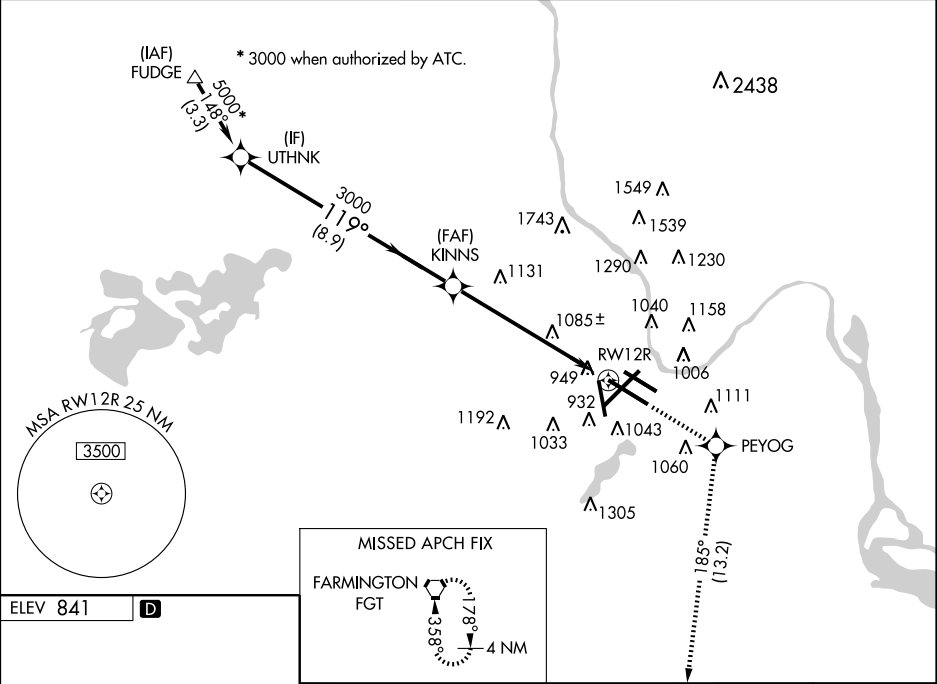 (IAF)
FUDGE
* 3000 when authorized by ATC.
5000*
148°
(3.3)
(IF)
UTHNK
2438
3000
119°
(8.9)
(FAF)
KINNS
1549
1539
1743
1290
1230
1131
1040
1158
1085±
RW12R
1006
949
932
1111
1192
1033
1043
PEYOG
1060
MSA RW12R 25 NM
3500
1305
185°
(13.2)
MISSED APCH FIX
FARMINGTON
FGT
178°
358°
4 NM
ELEV 841
D